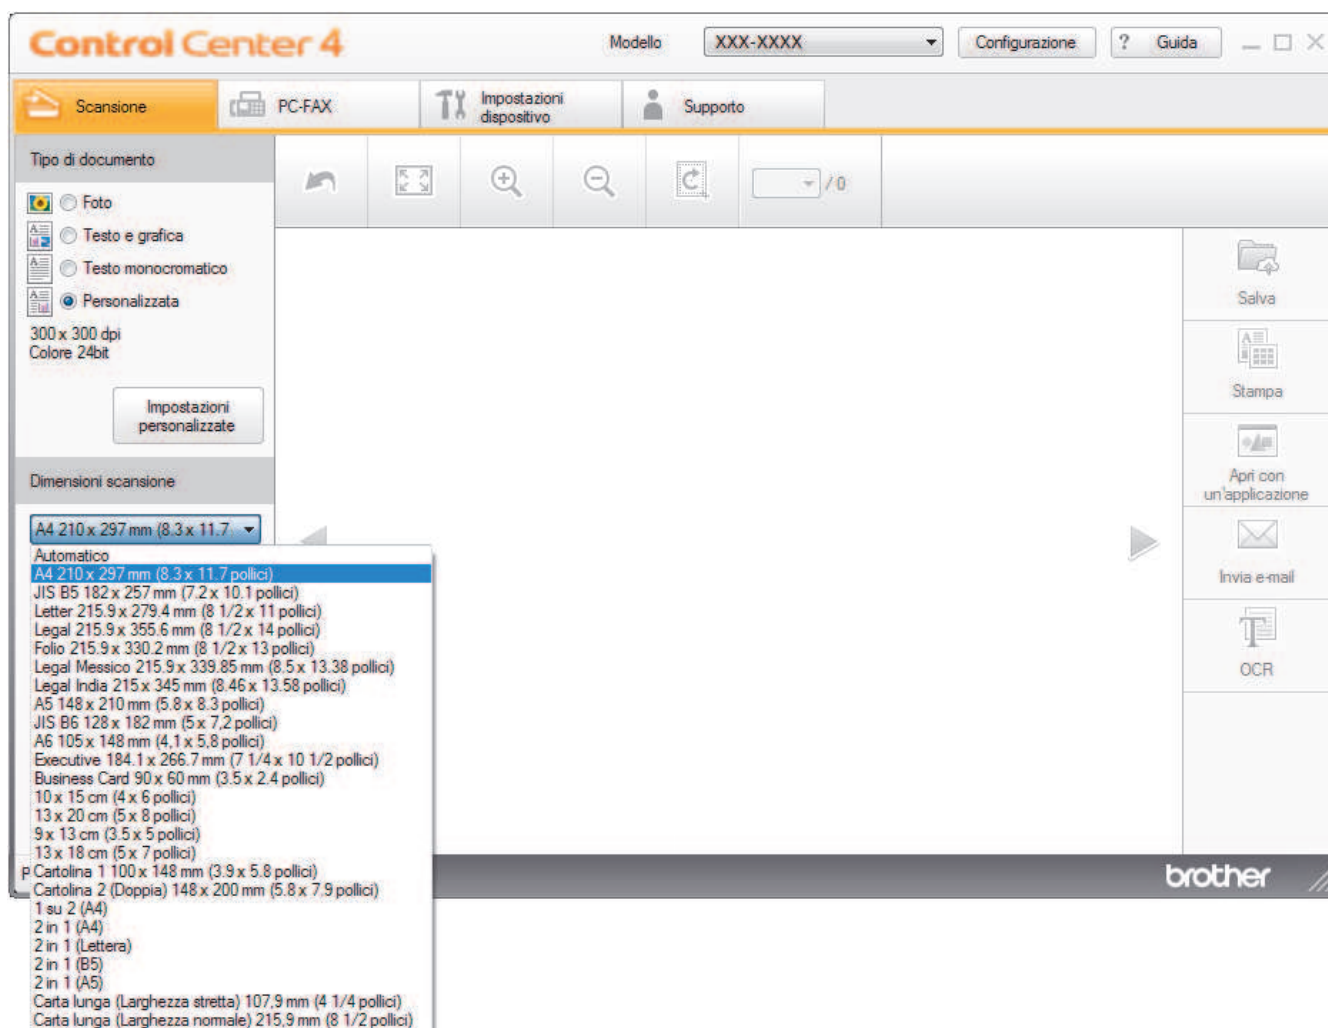 Control Center 4
Modello
XXX-XXXX
Configurazione
? Guida
Scansione
PC-FAX
Impostazioni
dispositivo
Supporto
Tipo di documento
Foto
Testo e grafica
Testo monocromatico
Personalizzata
300 x 300 dpi
Colore 24bit
Impostazioni
personalizzate
/ 0
Salva
Stampa
Apri con
un'applicazione
Invia e-mail
OCR
Dimensioni scansione
A4 210 x 297 mm (8.3 x 11.7
Automatico
A4 210 x 297 mm (8.3 x 11.7 pollici)
JIS B5 182 x 257 mm (7.2 x 10.1 pollici)
Letter 215.9 x 279.4 mm (8 1/2 x 11 pollici)
Legal 215.9 x 355.6 mm (8 1/2 x 14 pollici)
Folio 215.9 x 330.2 mm (8 1/2 x 13 pollici)
Legal Messico 215.9 x 339.85 mm (8.5 x 13.38 pollici)
Legal India 215 x 345 mm (8.46 x 13.58 pollici)
A5 148 x 210 mm (5.8 x 8.3 pollici)
JIS B6 128 x 182 mm (5 x 7,2 pollici)
A6 105 x 148 mm (4,1 x 5,8 pollici)
Executive 184.1 x 266.7 mm (7 1/4 x 10 1/2 pollici)
Business Card 90 x 60 mm (3.5 x 2.4 pollici)
10 x 15 cm (4 x 6 pollici)
13 x 20 cm (5 x 8 pollici)
9 x 13 cm (3.5 x 5 pollici)
13 x 18 cm (5 x 7 pollici)
Cartolina 1 100 x 148 mm (3.9 x 5.8 pollici)
Cartolina 2 (Doppia) 148 x 200 mm (5.8 x 7.9 pollici)
1 su 2 (A4)
2 in 1 (A4)
2 in 1 (Lettera)
2 in 1 (B5)
2 in 1 (A5)
Carta lunga (Larghezza stretta) 107,9 mm (4 1/4 pollici)
Carta lunga (Larghezza normale) 215,9 mm (8 1/2 pollici)
P
brother